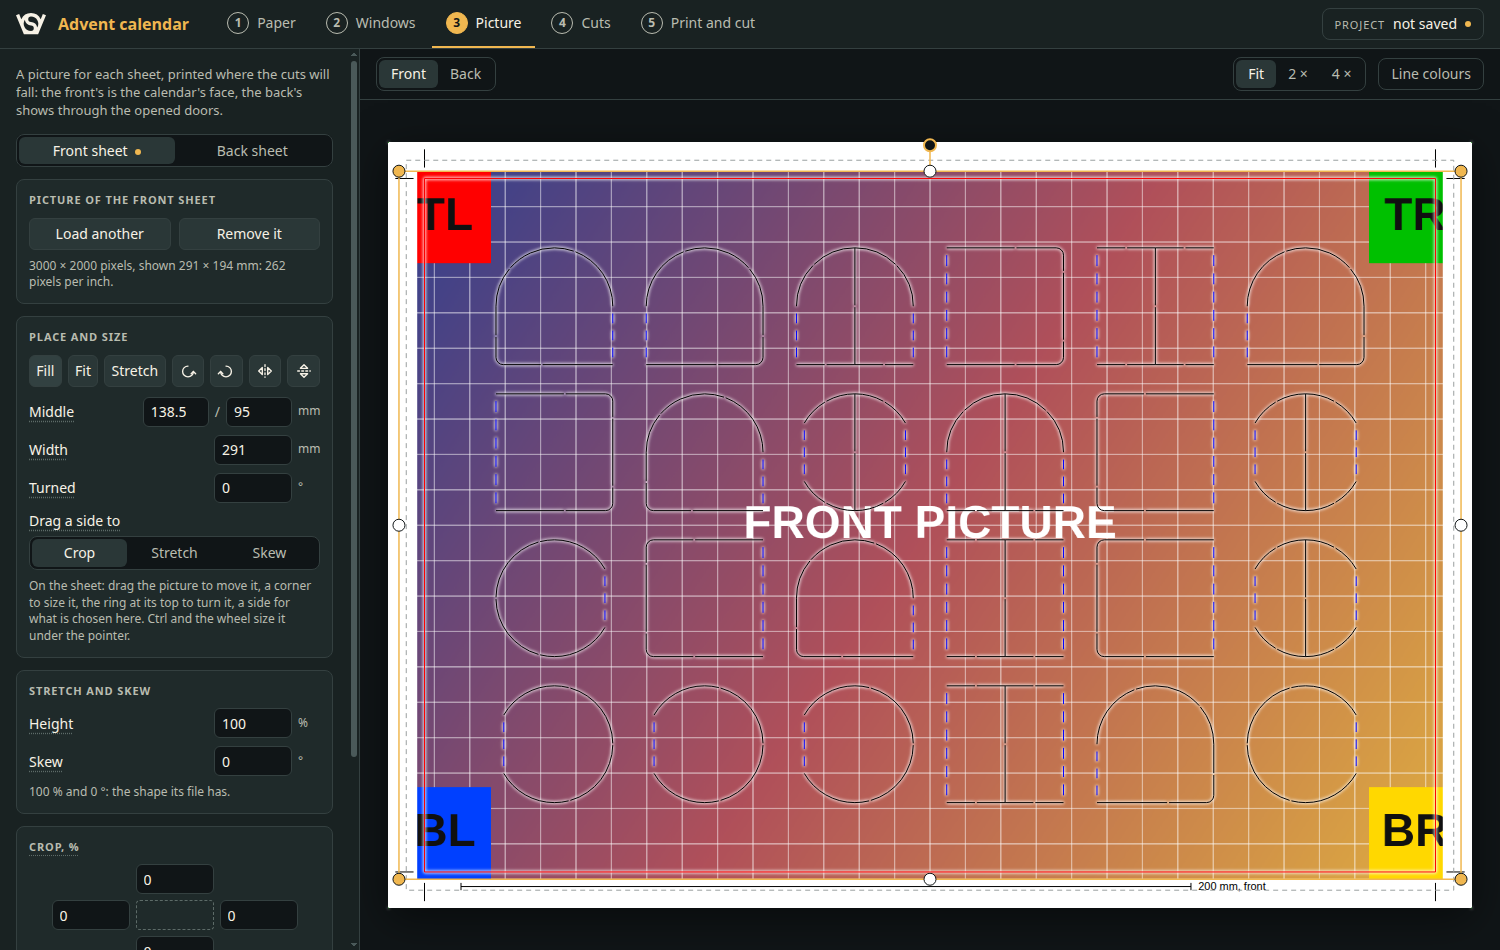 Advent calendar
1 Paper
2 Windows
3 Picture
4 Cuts
5 Print and cut
PROJECT not saved
A picture for each sheet, printed where the cuts will
fall: the front's is the calendar's face, the back's
shows through the opened doors.
Front sheet
Back sheet
PICTURE OF THE FRONT SHEET
Load another
Remove it
3000 × 2000 pixels, shown 291 × 194 mm: 262
pixels per inch.
PLACE AND SIZE
Fill
Fit
Stretch
Middle 138.5 / 95 mm
Width 291 mm
Turned 0 °
Drag a side to
Crop
Stretch
Skew
On the sheet: drag the picture to move it, a corner
to size it, the ring at its top to turn it, a side for
what is chosen here. Ctrl and the wheel size it
under the pointer.
STRETCH AND SKEW
Height 100 %
Skew 0 °
100 % and 0 °: the shape its file has.
CROP, %
0
0
0
Front
Back
Fit
2 ×
4 ×
Line colours
TL
TR
FRONT PICTURE
BL
BR
200 mm, front